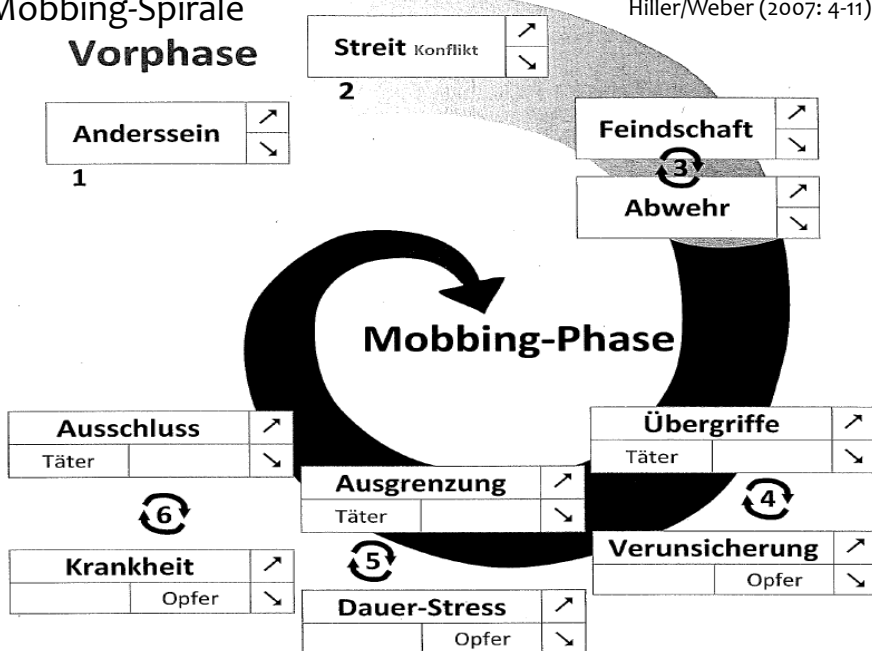 Mobbing-Spirale
Hiller/Weber (2007: 4-11)
Vorphase
Streit Konflikt
2
Anderssein
1
Feindschaft
3
Abwehr
Mobbing-Phase
Übergriffe
Täter
4
Verunsicherung
Opfer
Ausgrenzung
Täter
5
Dauer-Stress
Opfer
Ausschluss
Täter
6
Krankheit
Opfer